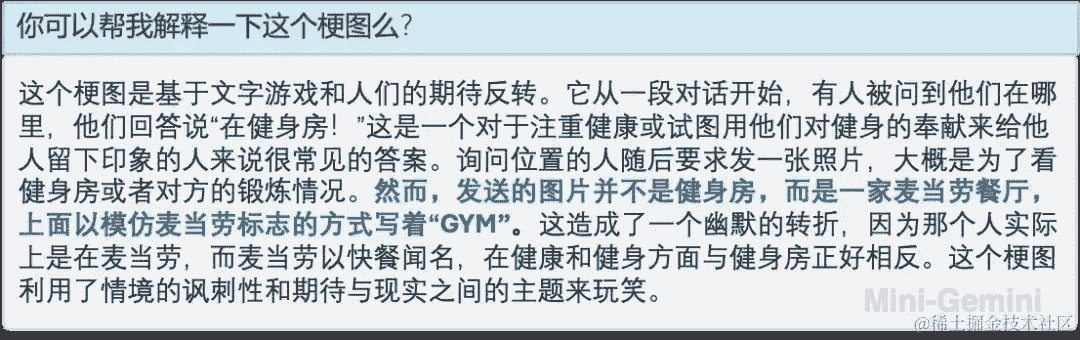 你可以帮我解释一下这个梗图么？
这个梗图是基于文字游戏和人们的期待反转。它从一段对话开始，有人被问到他们在哪
里，他们回答说“在健身房！”这是一个对于注重健康或试图用他们对健身的奉献来给他
人留下印象的人来说很常见的答案。询问位置的人随后要求发一张照片，大概是为了看
健身房或者对方的锻炼情况。然而，发送的图片并不是健身房，而是一家麦当劳餐厅，
上面以模仿麦当劳标志的方式写着“GYM”。这造成了一个幽默的转折，因为那个人实际
上是在麦当劳，而麦当劳以快餐闻名，在健康和健身方面与健身房正好相反。这个梗图
利用了情境的讽刺性和期待与现实之间的主题来玩笑。
Mini-Gemini
@稀土掘金技术社区